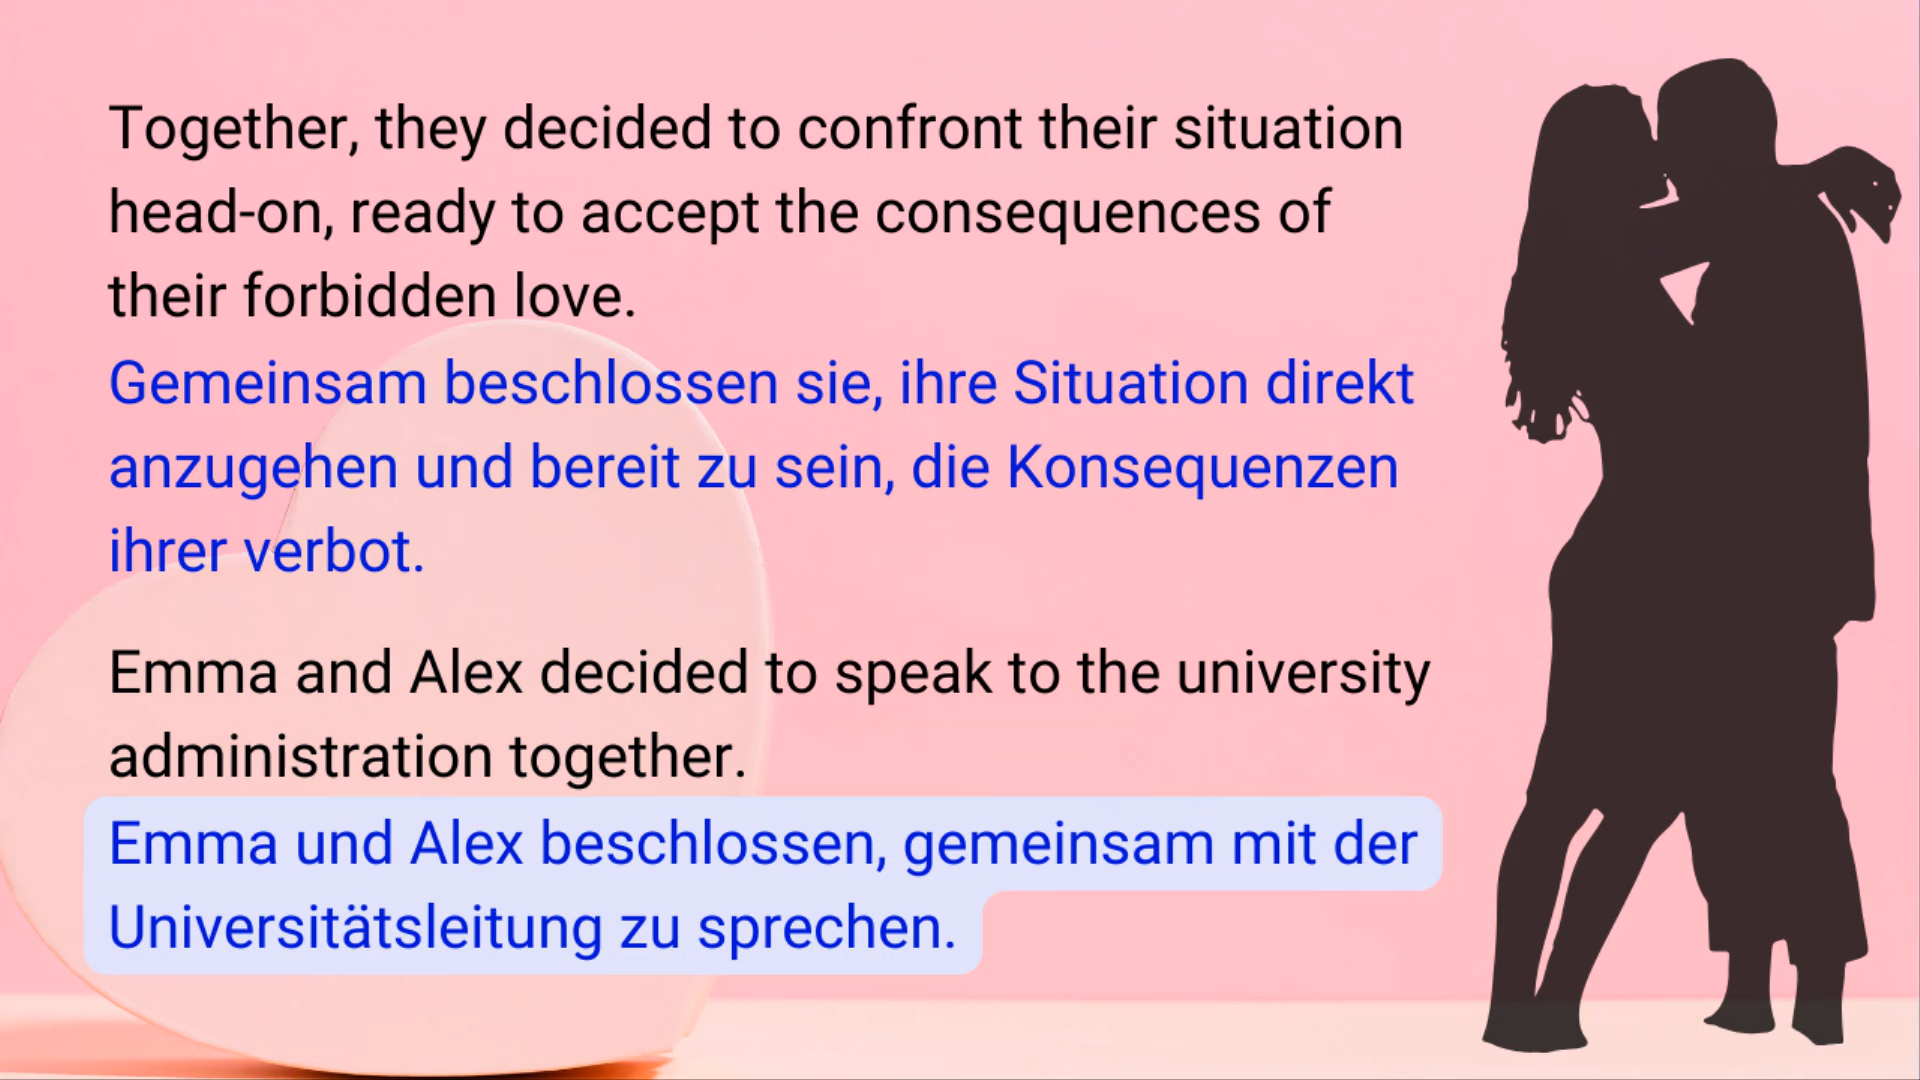 Together, they decided to confront their situation
head-on, ready to accept the consequences of
their forbidden love.
Gemeinsam beschlossen sie, ihre Situation direkt
anzugehen und bereit zu sein, die Konsequenzen
ihrer verbot.
Emma and Alex decided to speak to the university
administration together.
Emma und Alex beschlossen, gemeinsam mit der
Universitätsleitung zu sprechen.